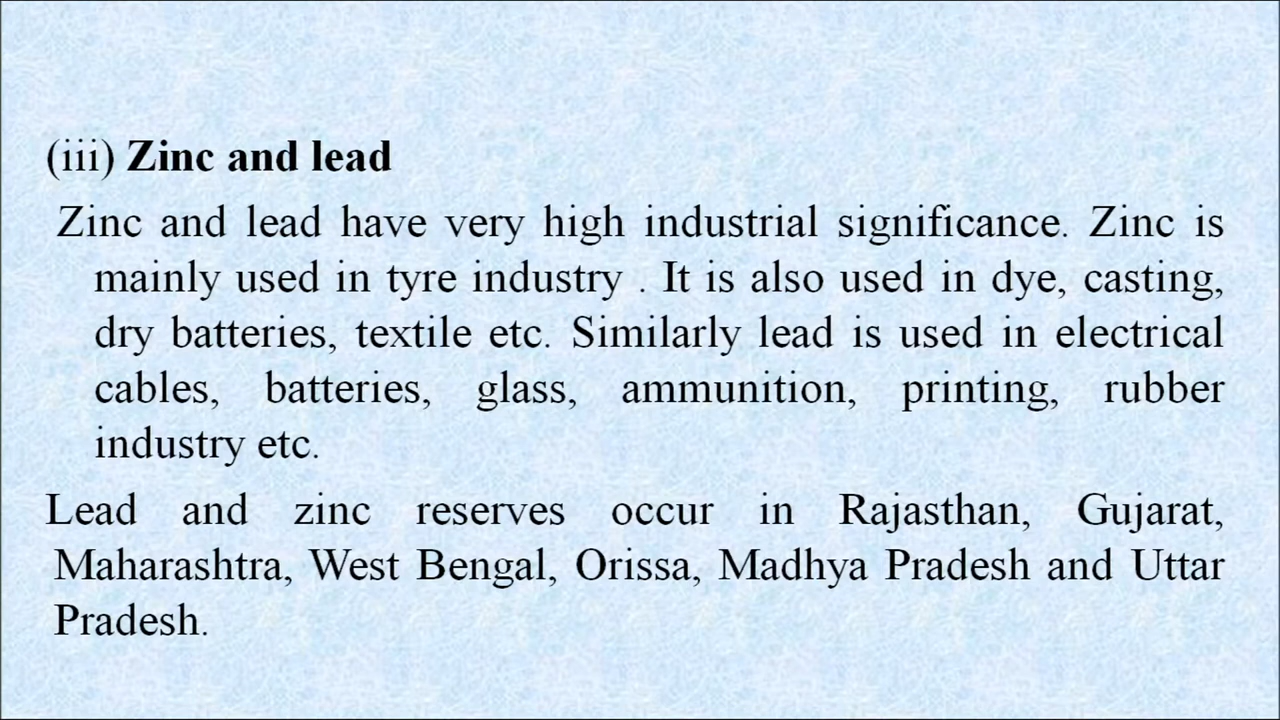 (iii) Zinc and lead
Zinc and lead have very high industrial significance. Zinc is
mainly used in tyre industry . It is also used in dye, casting,
dry batteries, textile etc. Similarly lead is used in electrical
cables, batteries, glass, ammunition, printing, rubber
industry etc.
Lead and zinc reserves occur in Rajasthan, Gujarat,
Maharashtra, West Bengal, Orissa, Madhya Pradesh and Uttar
Pradesh.